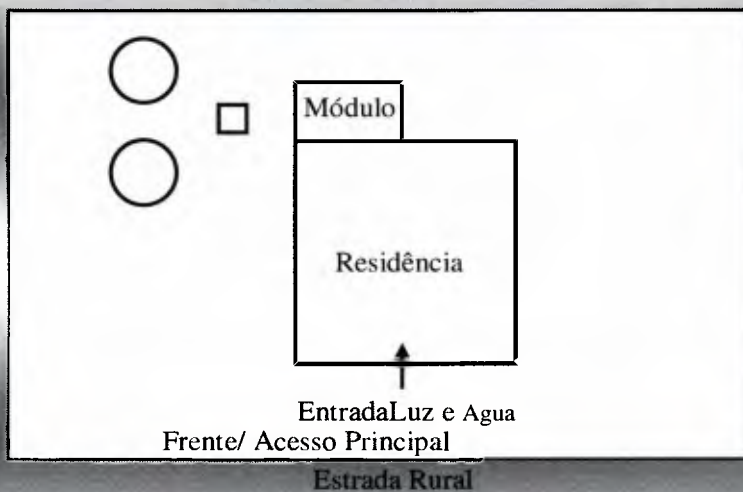 Módulo
Residência
EntradaLuz e Agua
Frente/ Acesso Principal
Estrada Rural